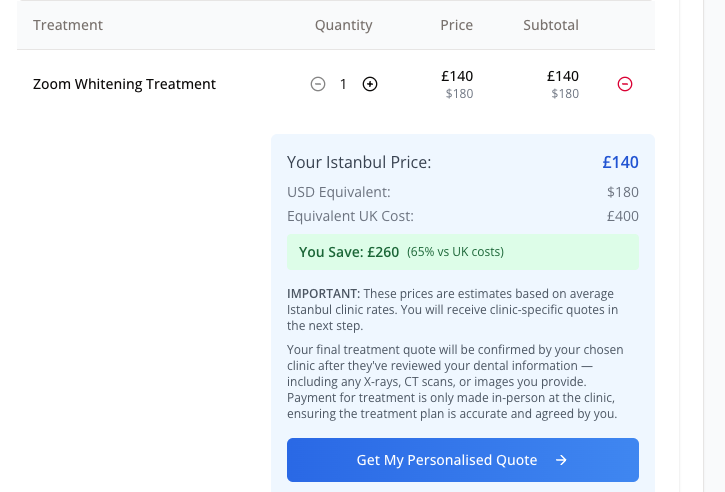 Treatment Quantity Price Subtotal
Zoom Whitening Treatment 1 £140 £140
$180 $180
Your Istanbul Price: £140
USD Equivalent: $180
Equivalent UK Cost: £400
You Save: £260 (65% vs UK costs)
IMPORTANT: These prices are estimates based on average
Istanbul clinic rates. You will receive clinic-specific quotes in
the next step.
Your final treatment quote will be confirmed by your chosen
clinic after they've reviewed your dental information —
including any X-rays, CT scans, or images you provide.
Payment for treatment is only made in-person at the clinic,
ensuring the treatment plan is accurate and agreed by you.
Get My Personalised Quote →